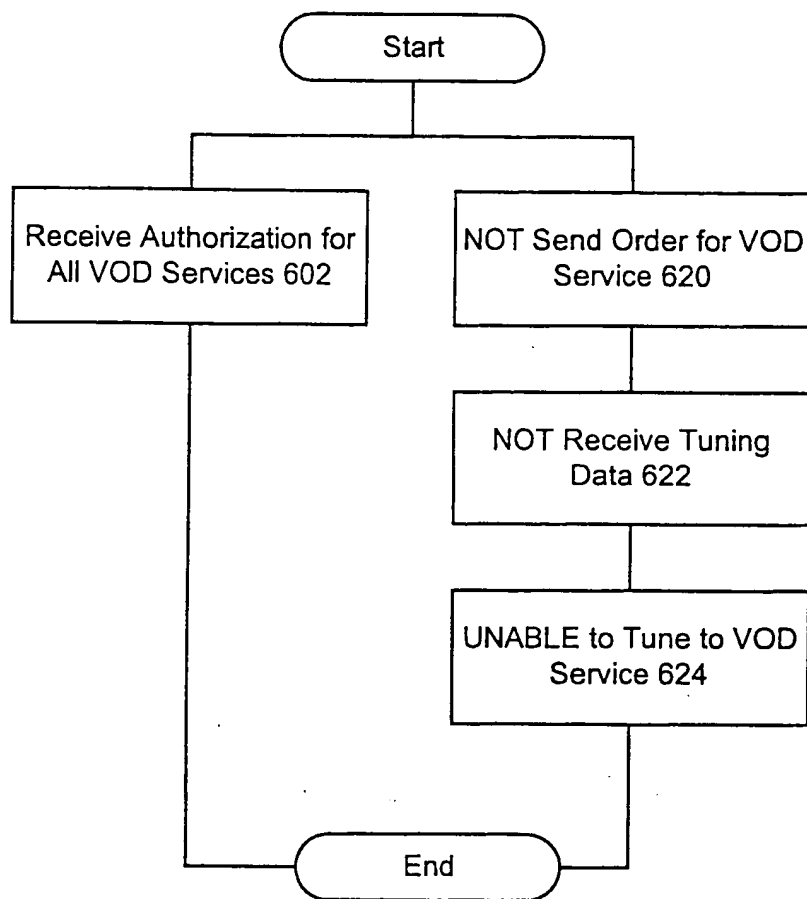 Start
Receive Authorization for
All VOD Services 602
NOT Send Order for VOD
Service 620
NOT Receive Tuning
Data 622
UNABLE to Tune to VOD
Service 624
End